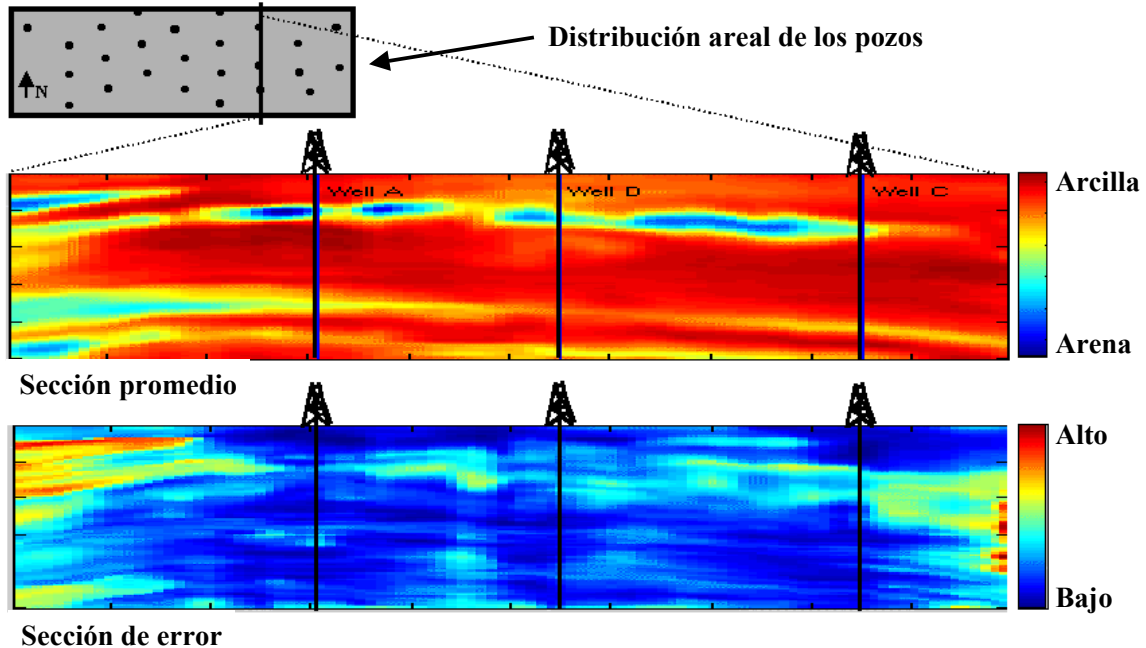 Distribución areal de los pozos
N
Well A
Well D
Well C
Arcilla
Arena
Sección promedio
Alto
Bajo
Sección de error